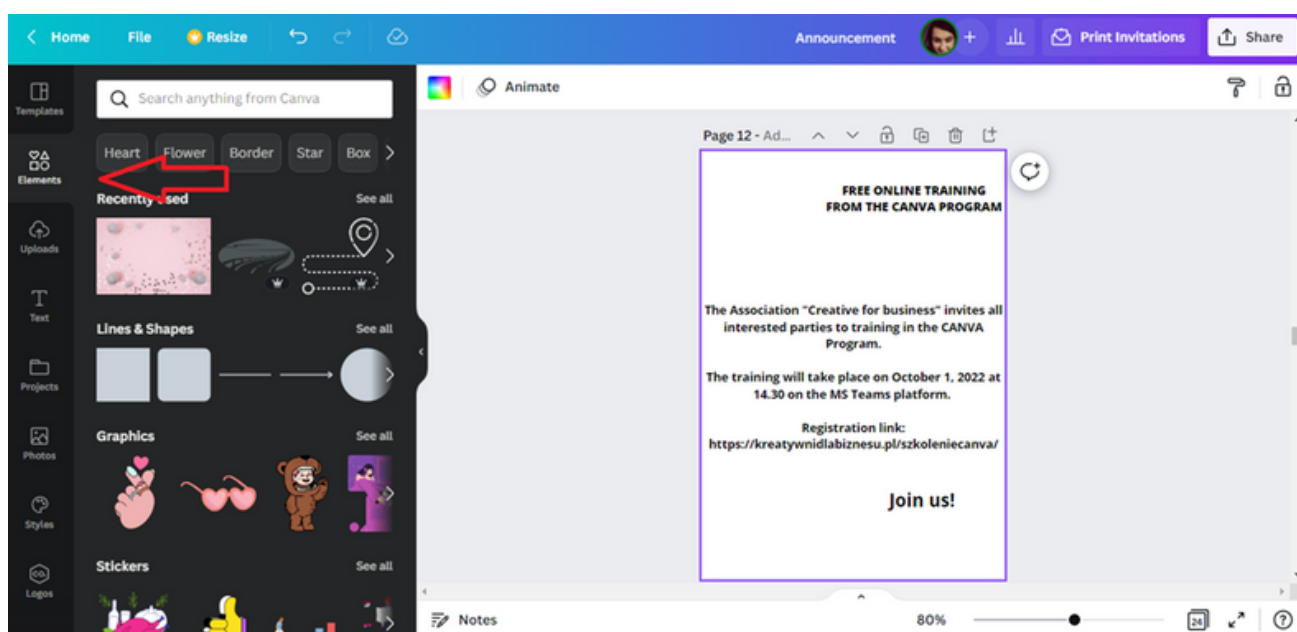 Home File Resize Announcement + Print Invitations Share
Templates
Elements
Uploads
Text
Projects
Photos
Styles
CO.
Logos
Search anything from Canva
Heart Flower Border Star Box
Recently used See all
Lines & Shapes See all
Graphics See all
Stickers See all
Animate
Page 12 - Ad...
FREE ONLINE TRAINING
FROM THE CANVA PROGRAM
The Association "Creative for business" invites all
interested parties to training in the CANVA
Program.
The training will take place on October 1, 2022 at
14.30 on the MS Teams platform.
Registration link:
https://kreatywnidlabiznesu.pl/szkoleniecanva/
Join us!
Notes 80% 24 ?